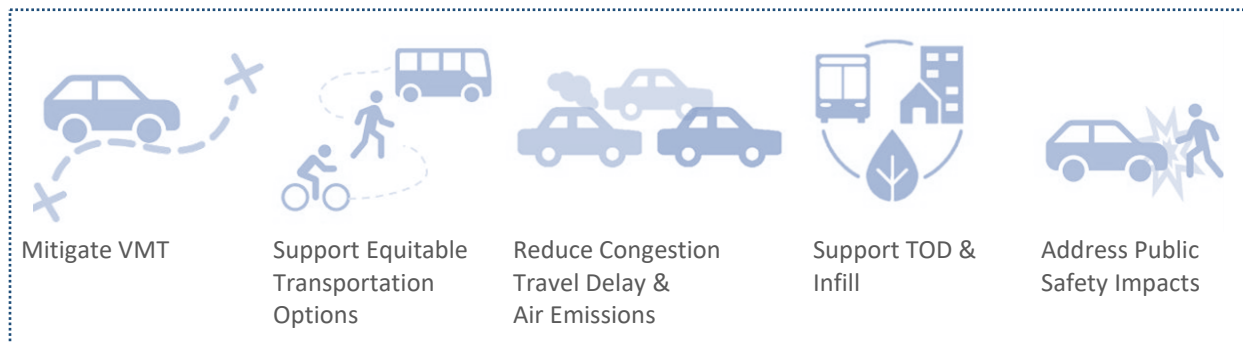 Mitigate VMT
Support Equitable
Transportation
Options
Reduce Congestion
Travel Delay &
Air Emissions
Support TOD &
Infill
Address Public
Safety Impacts